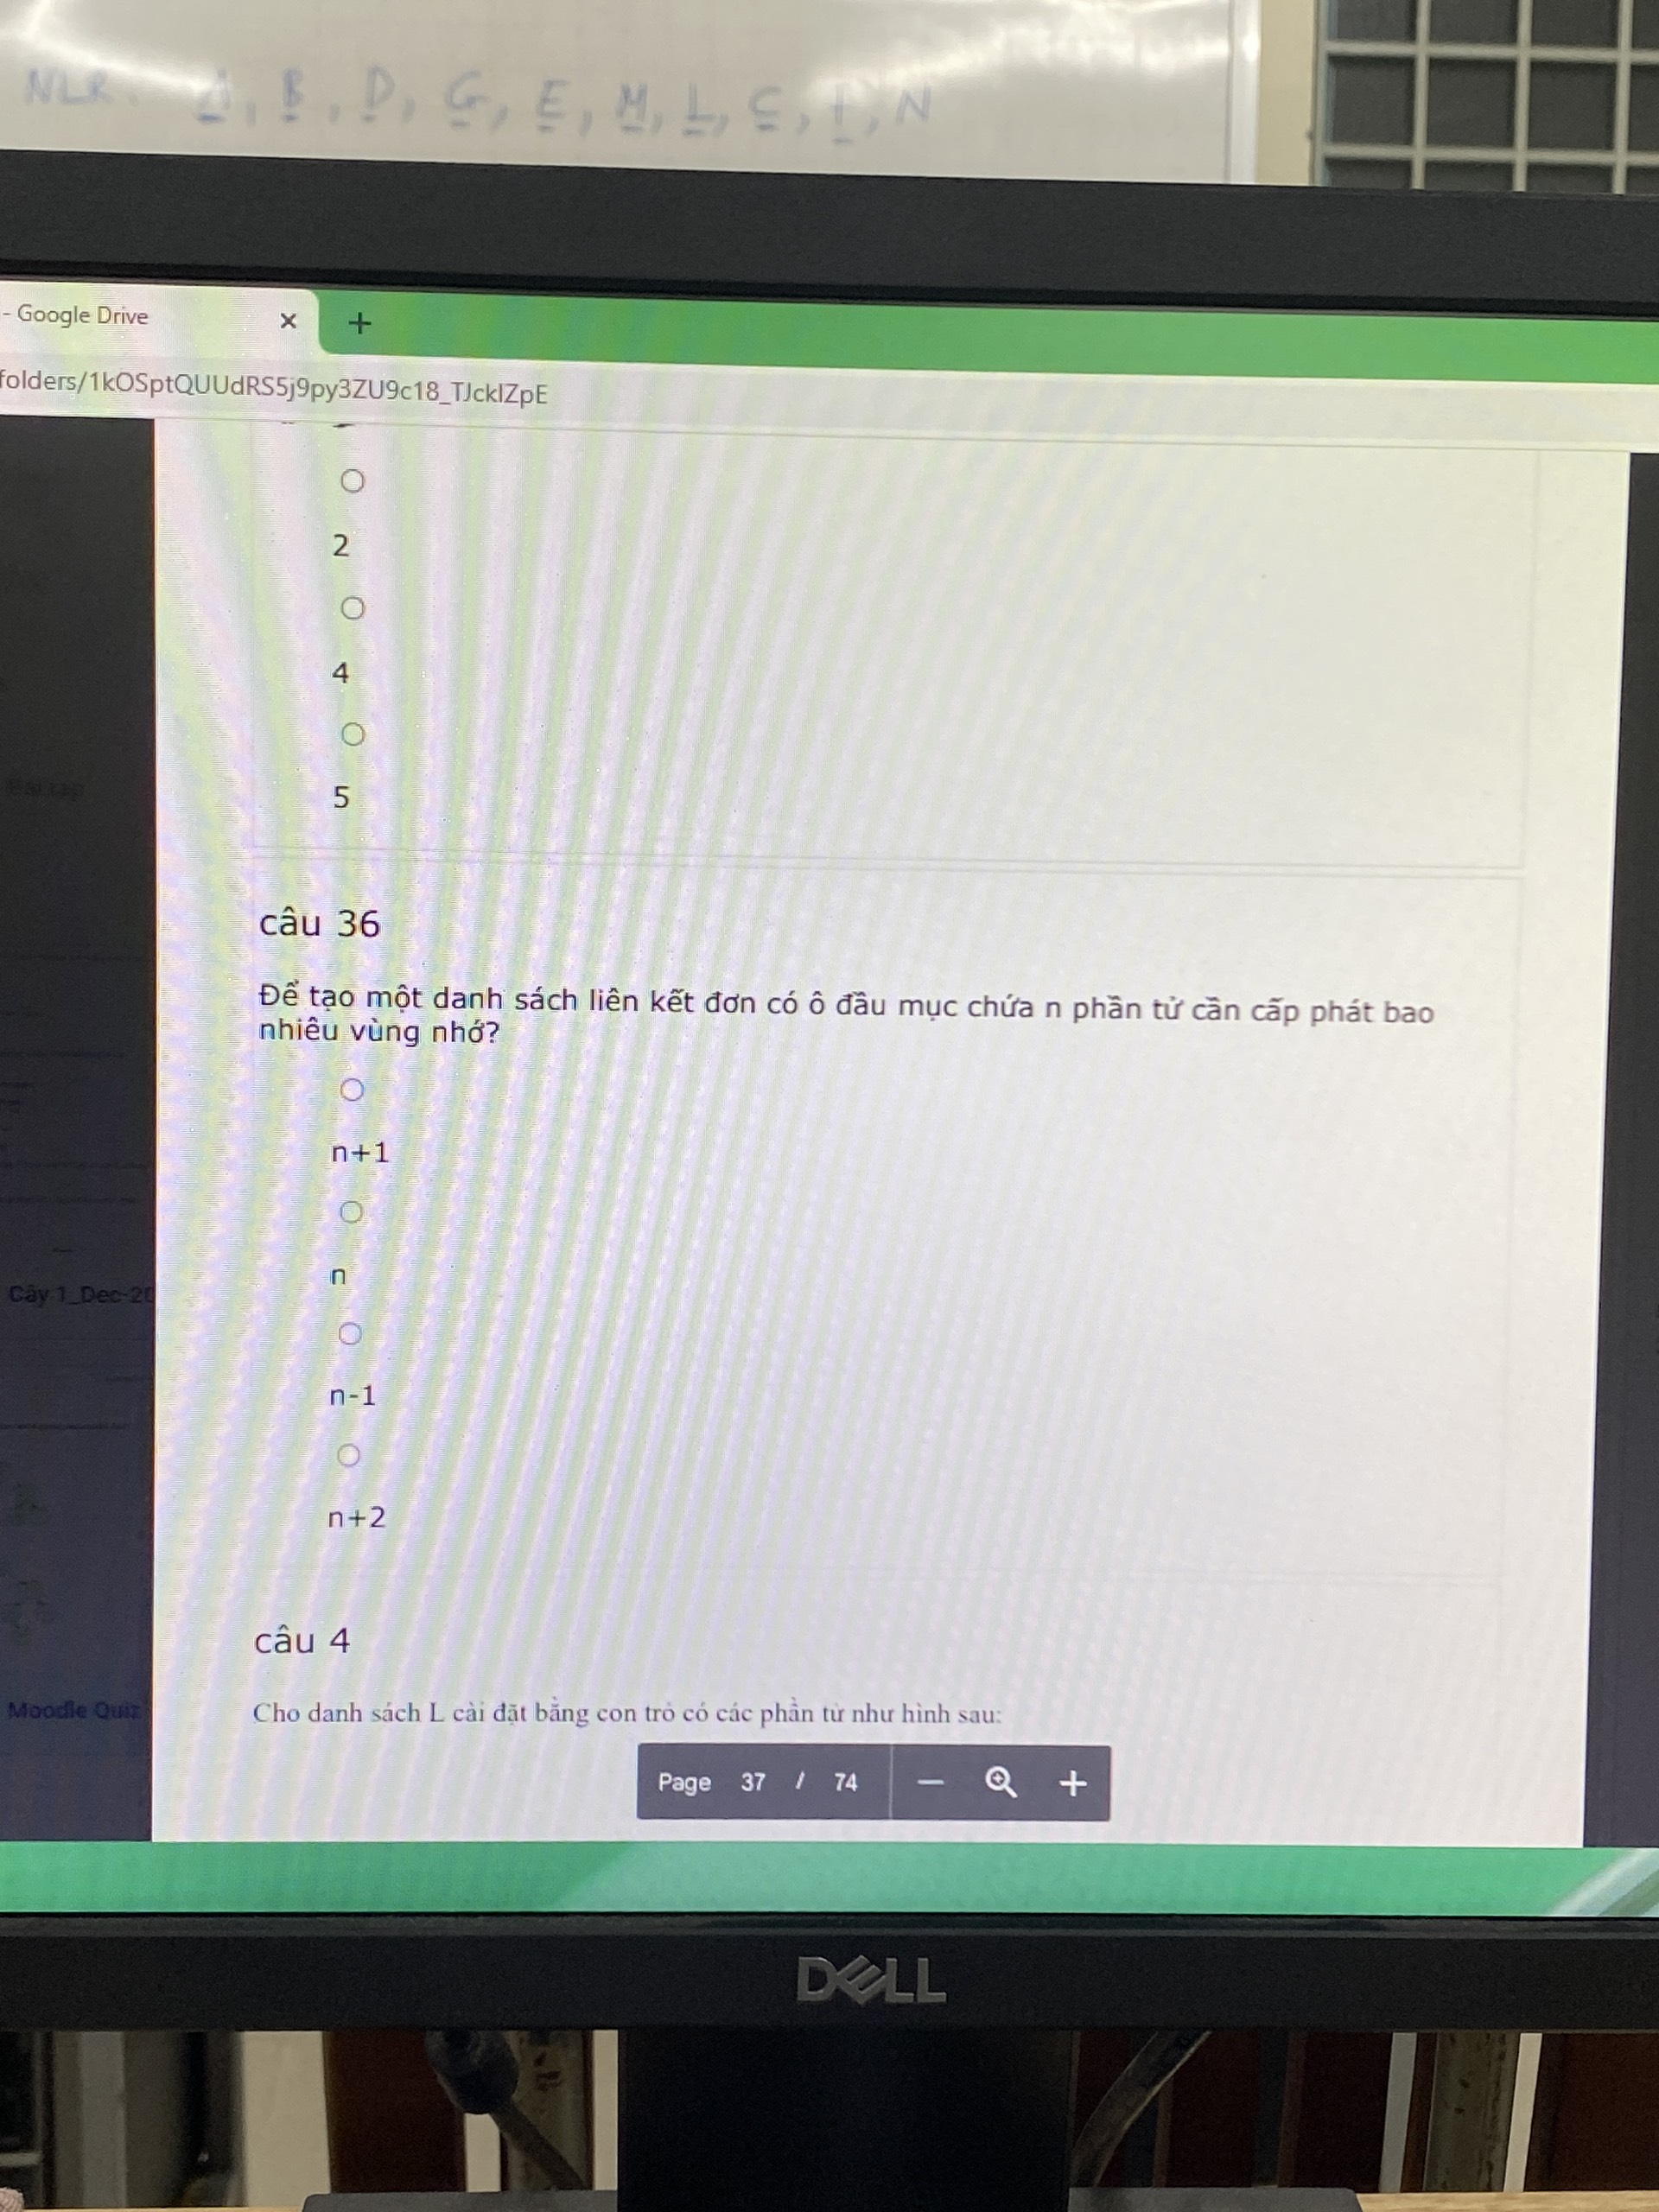 NLR. A, B, D, G, E, M, L, C, I, N
- Google Drive × +
folders/1kOSptQUUdRS5j9py3ZU9c18_TJcklZpE
2
4
5
câu 36
Để tạo một danh sách liên kết đơn có ô đầu mục chứa n phần tử cần cấp phát bao
nhiêu vùng nhớ?
n+1
n
Cây 1_Dec-20
n-1
n+2
câu 4
Moodle Quiz
Cho danh sách L cài đặt bằng con trỏ có các phần tử như hình sau:
Page 37 / 74 — +
DELL